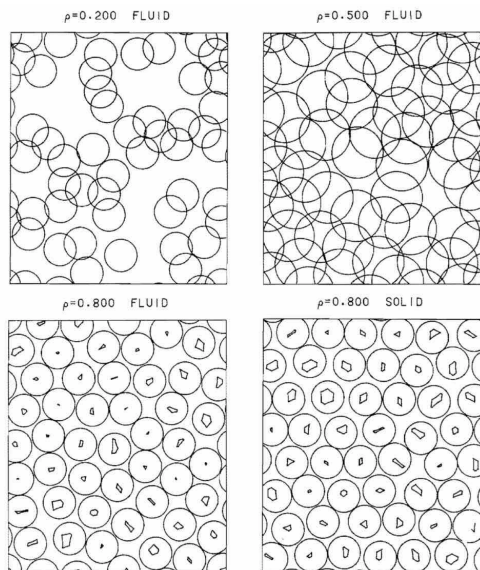 ρ=0.200 FLUID
ρ=0.500 FLUID
ρ=0.800 FLUID
ρ=0.800 SOLID